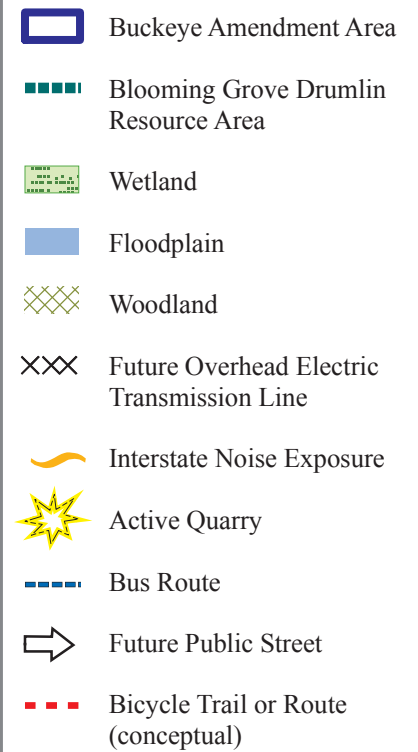 Buckeye Amendment Area
Blooming Grove Drumlin
Resource Area
Wetland
Floodplain
Woodland
Future Overhead Electric
Transmission Line
Interstate Noise Exposure
Active Quarry
Bus Route
Future Public Street
Bicycle Trail or Route
(conceptual)